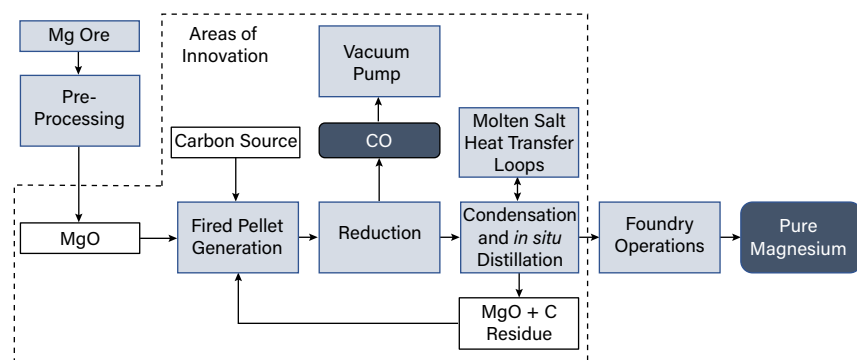 Mg Ore
Pre-
Processing
Areas of
Innovation
Vacuum
Pump
Carbon Source
CO
Molten Salt
Heat Transfer
Loops
MgO
Fired Pellet
Generation
Reduction
Condensation
and in situ
Distillation
Foundry
Operations
Pure
Magnesium
MgO + C
Residue